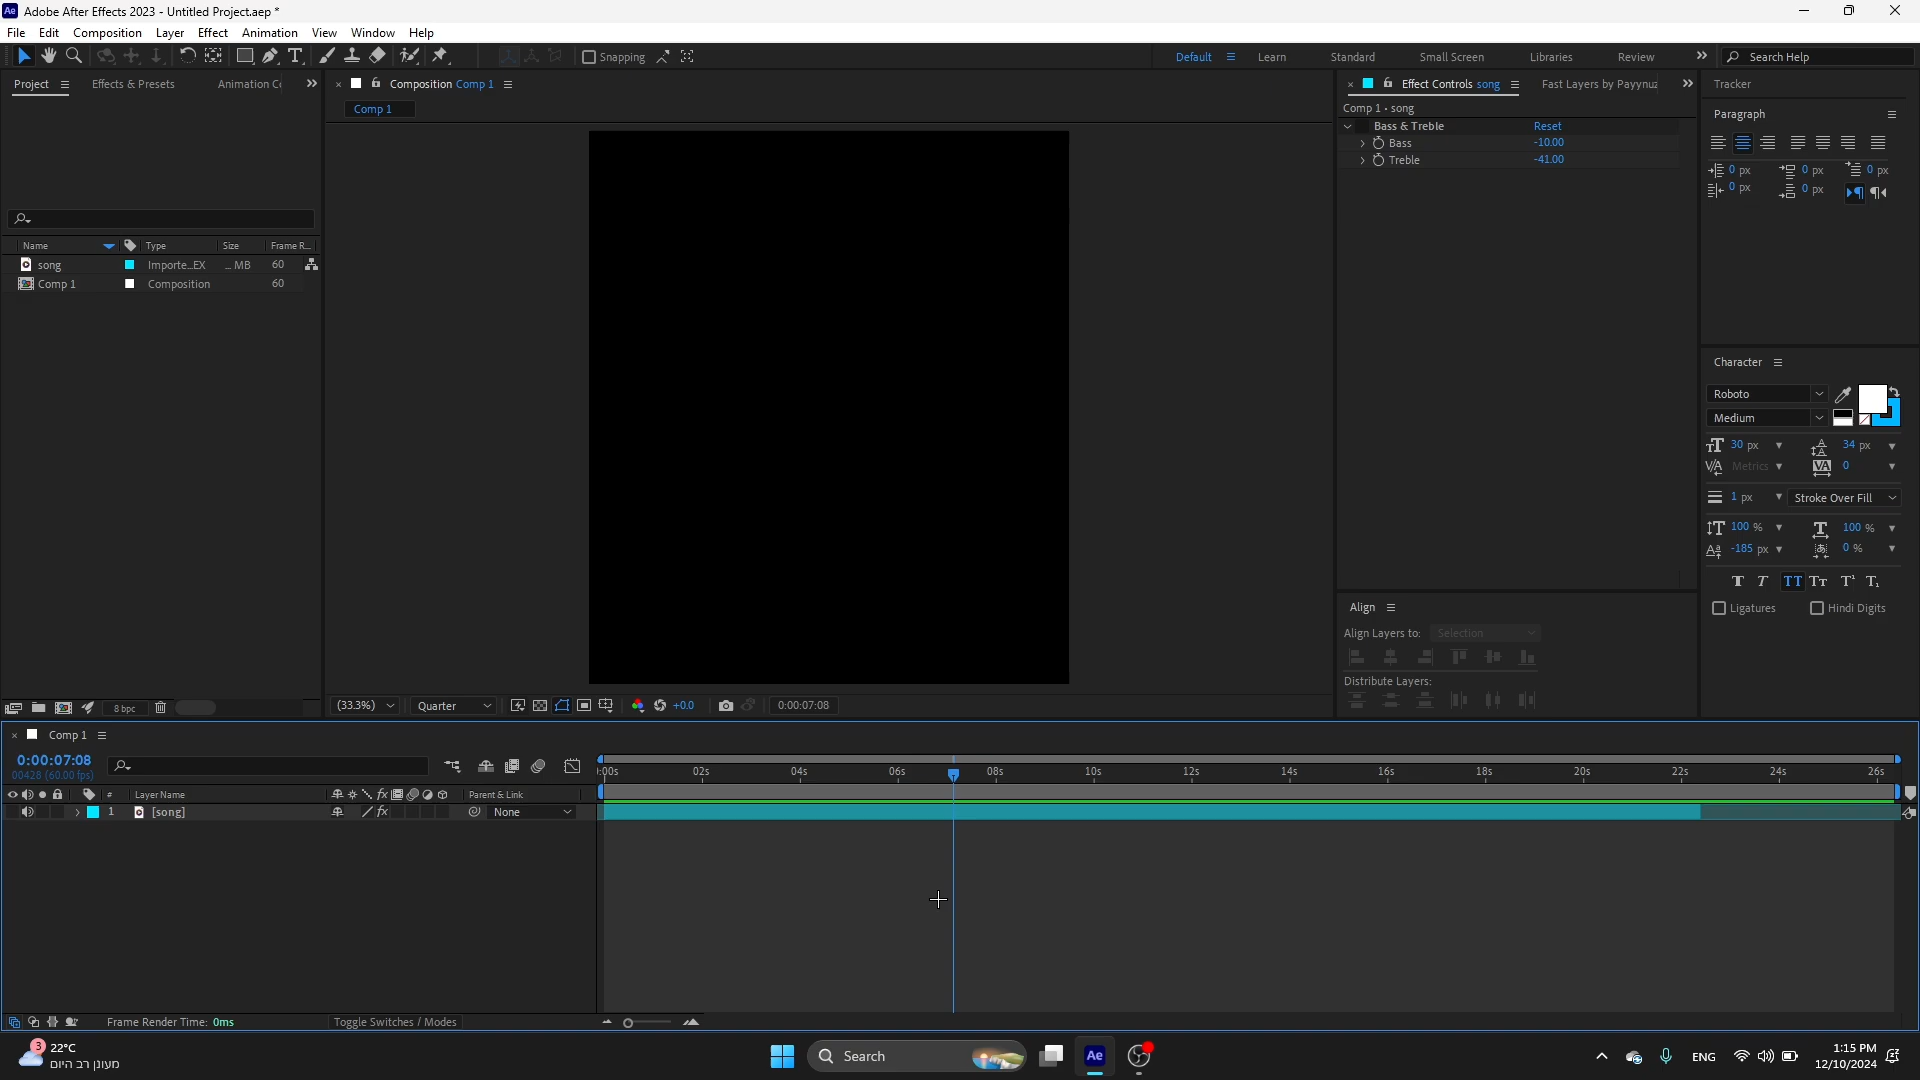 Adobe After Effects 2023 - Untitled Project.aep *
File Edit Composition Layer Effect Animation View Window Help
Snapping
Default Learn Standard Small Screen Libraries Review Search Help
Project Effects & Presets Animation Co
Composition Comp 1
Comp 1
Effect Controls song Fast Layers by Payynuz
Comp 1 • song
Bass & Treble Reset
Bass -10.00
Treble -41.00
Tracker
Paragraph
0 px 0 px 0 px
0 px 0 px
Name Type Size Frame R...
song Importe...EX ... MB 60
Comp 1 Composition 60
Character
Roboto
Medium
30 px 34 px
Metrics 0
1 px Stroke Over Fill
100 % 100 %
-185 px 0 %
Ligatures Hindi Digits
Align
Align Layers to: Selection
Distribute Layers:
8 bpc
(33.3%) Quarter +0.0 0:00:07:08
Comp 1
0:00:07:08
00428 (60.00 fps)
:00s 02s 04s 06s 08s 10s 12s 14s 16s 18s 20s 22s 24s 26s
# Layer Name Parent & Link
1 [song] None
Frame Render Time: 0ms Toggle Switches / Modes
3 22°C
מעונן רב היום
Search
Ae
ENG
1:15 PM
12/10/2024